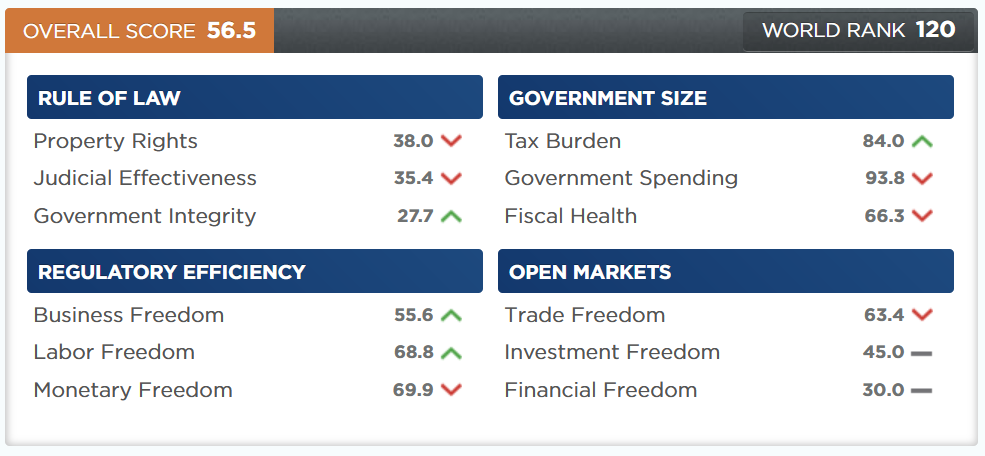 OVERALL SCORE 56.5
WORLD RANK 120
RULE OF LAW
Property Rights 38.0
Judicial Effectiveness 35.4
Government Integrity 27.7
GOVERNMENT SIZE
Tax Burden 84.0
Government Spending 93.8
Fiscal Health 66.3
REGULATORY EFFICIENCY
Business Freedom 55.6
Labor Freedom 68.8
Monetary Freedom 69.9
OPEN MARKETS
Trade Freedom 63.4
Investment Freedom 45.0
Financial Freedom 30.0